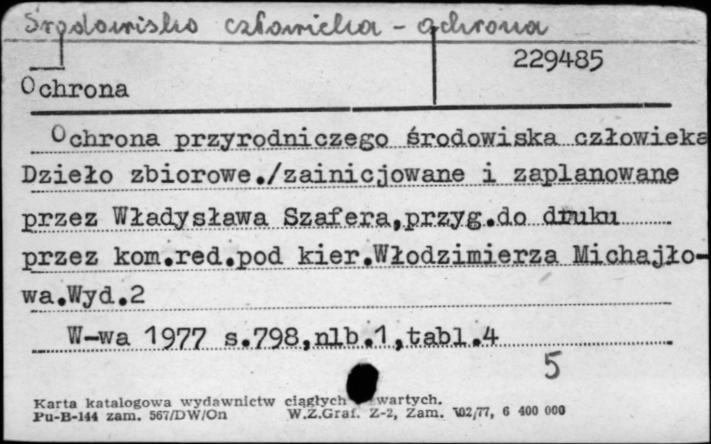 Środowisko człowieka - ochrona
229485
Ochrona
Ochrona przyrodniczego środowiska człowieka
Dzieło zbiorowe./zainicjowane i zaplanowane
przez Władysława Szafera,przyg.do druku
przez kom.red.pod kier.Włodzimierza Michajło-
wa.Wyd.2
W-wa 1977 s.798,nlb.1,tabl.4
5
Karta katalogowa wydawnictw ciągłych wartych.
Pu-B-144 zam. 567/DW/On W.Z.Graf. Z-2, Zam. 102/77, 6 400 000